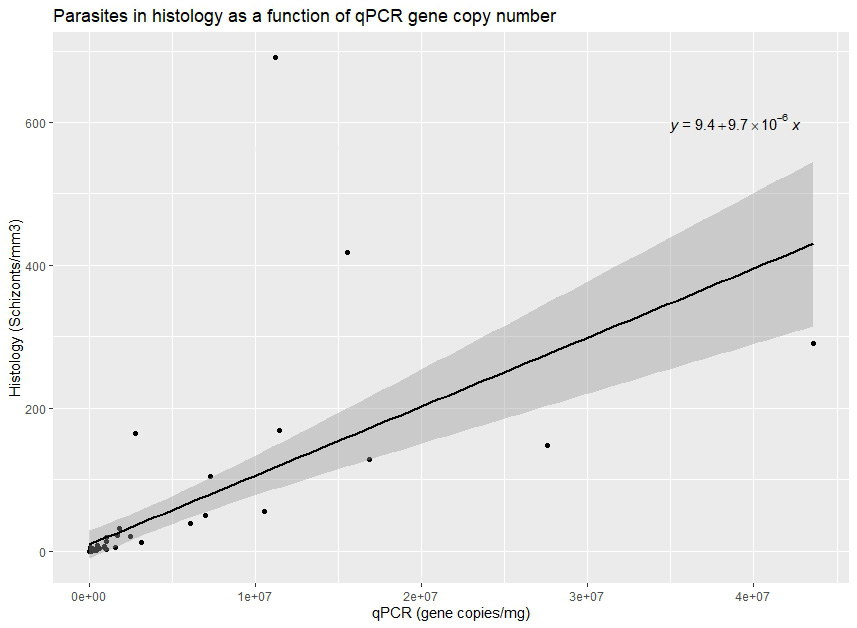 Parasites in histology as a function of qPCR gene copy number
y = 9.4+9.7×10⁻⁶ x
600
400
200
0
Histology (Schizonts/mm3)
0e+00 1e+07 2e+07 3e+07 4e+07
qPCR (gene copies/mg)